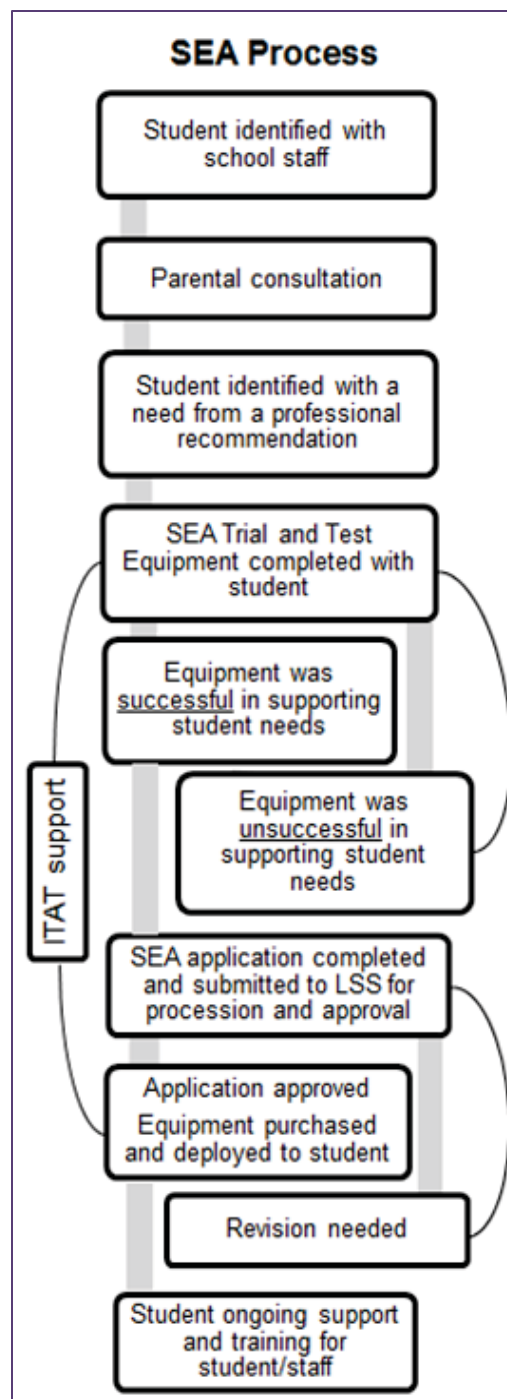 SEA Process
Student identified with
school staff
Parental consultation
Student identified with a
need from a professional
recommendation
SEA Trial and Test
Equipment completed with
student
Equipment was
successful in supporting
student needs
Equipment was
unsuccessful in
supporting student
needs
ITAT support
SEA application completed
and submitted to LSS for
procession and approval
Application approved
Equipment purchased
and deployed to student
Revision needed
Student ongoing support
and training for
student/staff